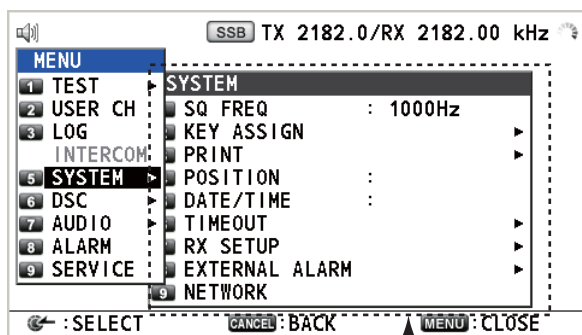 SSB TX 2182.0/RX 2182.00 kHz
MENU
1 TEST
2 USER CH
3 LOG
INTERCOM
5 SYSTEM
6 DSC
7 AUDIO
8 ALARM
9 SERVICE
SYSTEM
SQ FREQ : 1000Hz
KEY ASSIGN
PRINT
POSITION :
DATE/TIME :
TIMEOUT
RX SETUP
EXTERNAL ALARM
9 NETWORK
: SELECT CANCEL : BACK MENU : CLOSE